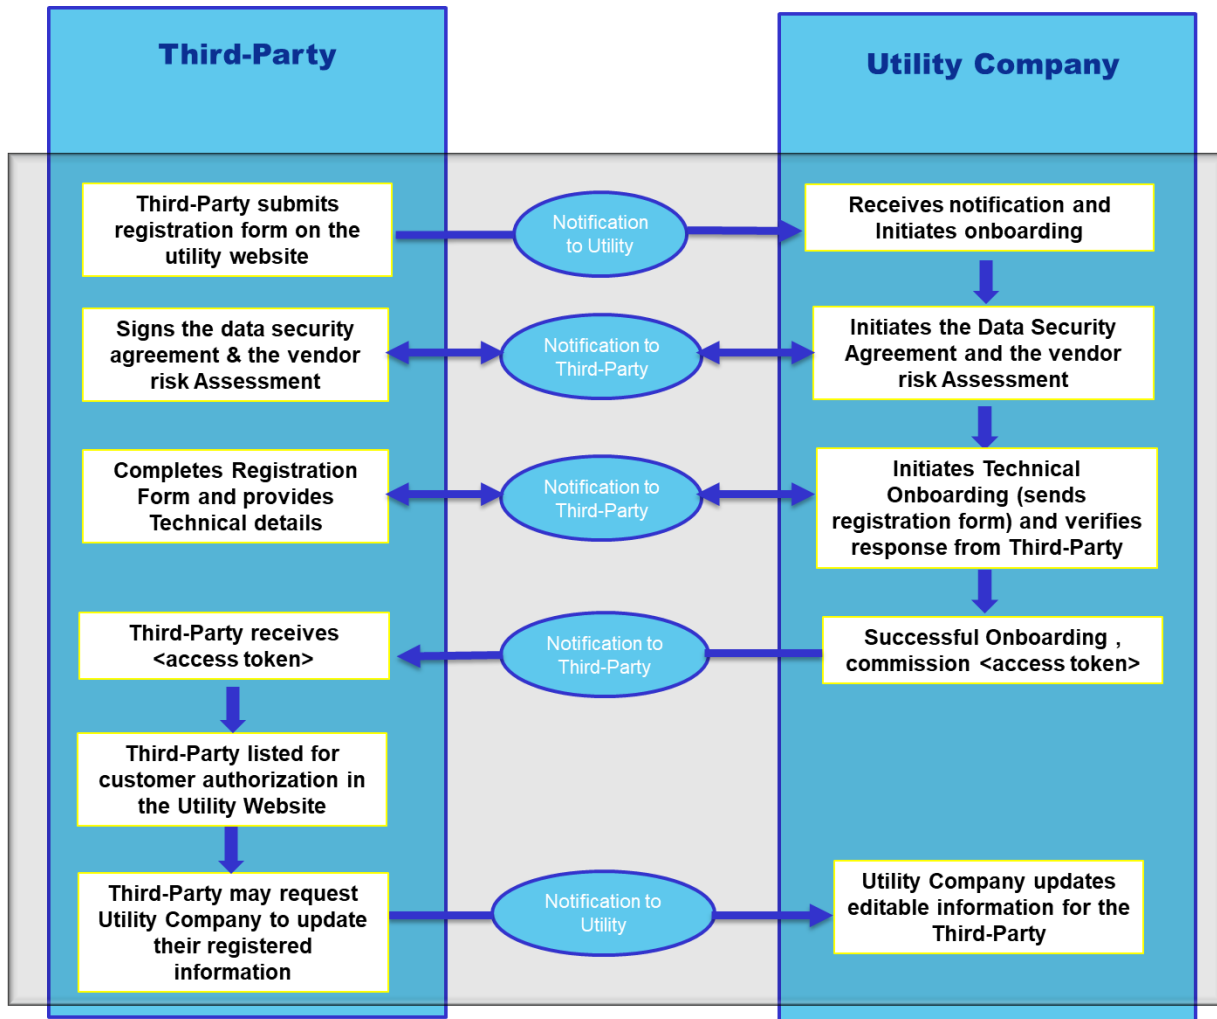 Third-Party
Utility Company
Third-Party submits
registration form on the
utility website
Notification
to Utility
Receives notification and
Initiates onboarding
Signs the data security
agreement & the vendor
risk Assessment
Notification to
Third-Party
Initiates the Data Security
Agreement and the vendor
risk Assessment
Completes Registration
Form and provides
Technical details
Notification to
Third-Party
Initiates Technical
Onboarding (sends
registration form) and verifies
response from Third-Party
Third-Party receives
<access token>
Notification to
Third-Party
Successful Onboarding ,
commission <access token>
Third-Party listed for
customer authorization in
the Utility Website
Third-Party may request
Utility Company to update
their registered
information
Notification to
Utility
Utility Company updates
editable information for the
Third-Party